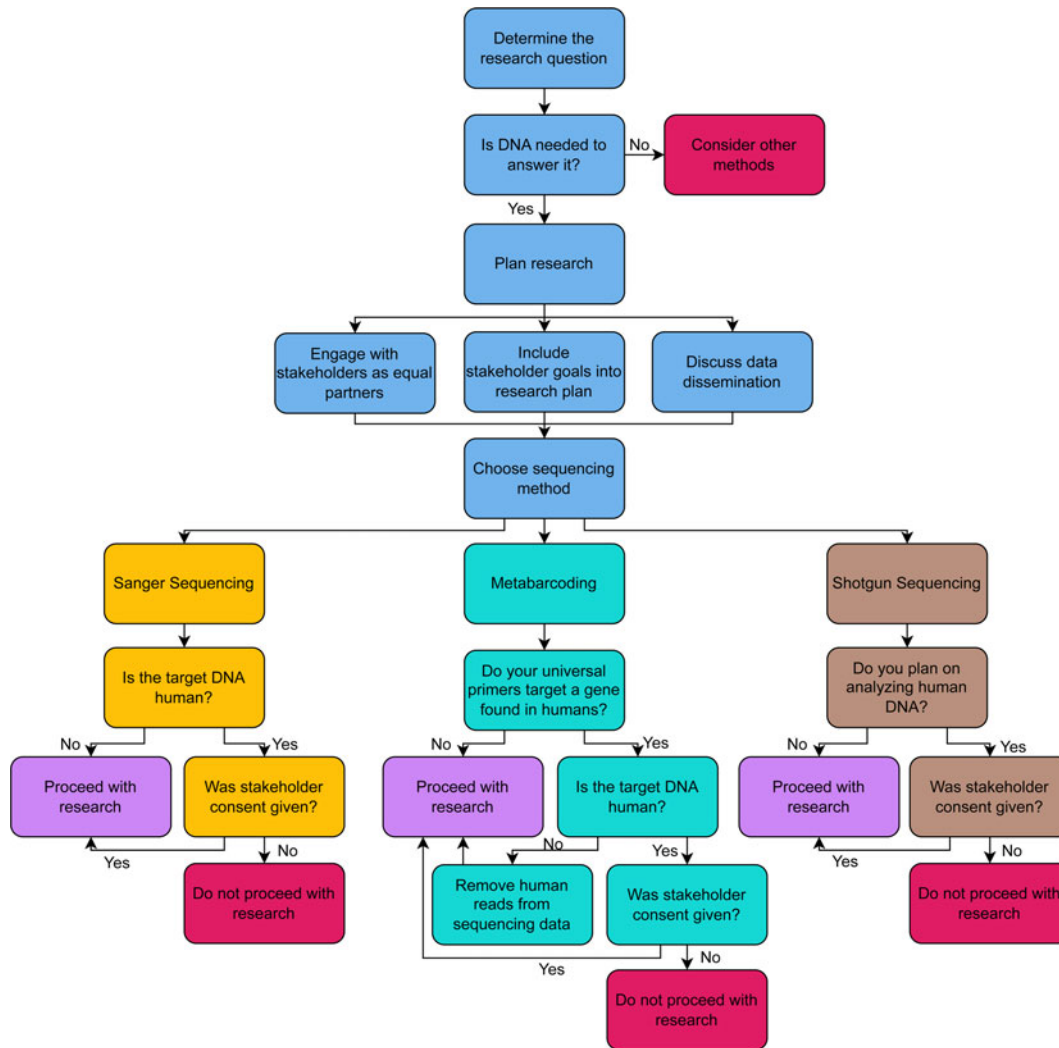 Determine the
research question
Is DNA needed to
answer it?
No
Consider other
methods
Yes
Plan research
Engage with
stakeholders as equal
partners
Include
stakeholder goals into
research plan
Discuss data
dissemination
Choose sequencing
method
Sanger Sequencing
Metabarcoding
Shotgun Sequencing
Is the target DNA
human?
Do your universal
primers target a gene
found in humans?
Do you plan on
analyzing human
DNA?
No
Yes
No
Yes
No
Yes
Proceed with
research
Was stakeholder
consent given?
Proceed with
research
Is the target DNA
human?
Proceed with
research
Was stakeholder
consent given?
Yes
No
No
Yes
Yes
No
Do not proceed with
research
Remove human
reads from
sequencing data
Was stakeholder
consent given?
Do not proceed with
research
Yes
No
Do not proceed with
research